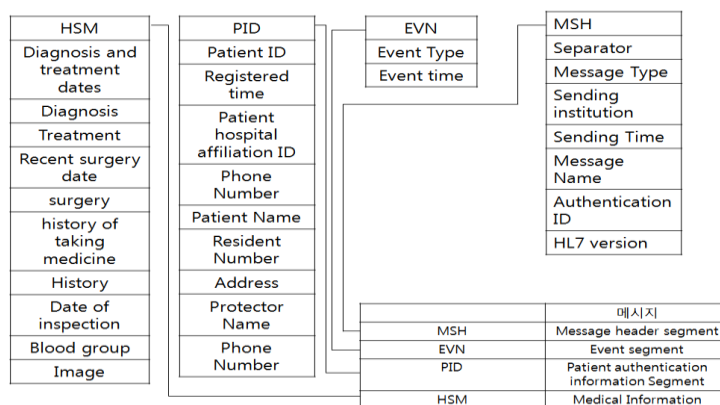 HSM
Diagnosis and
treatment
dates
Diagnosis
Treatment
Recent surgery
date
surgery
history of
taking
medicine
History
Date of
inspection
Blood group
Image
PID
Patient ID
Registered
time
Patient
hospital
affiliation ID
Phone
Number
Patient Name
Resident
Number
Address
Protector
Name
Phone
Number
EVN
Event Type
Event time
MSH
Separator
Message Type
Sending
institution
Sending Time
Message
Name
Authentication
ID
HL7 version
메시지
MSH
Message header segment
EVN
Event segment
PID
Patient authentication
information Segment
HSM
Medical Information